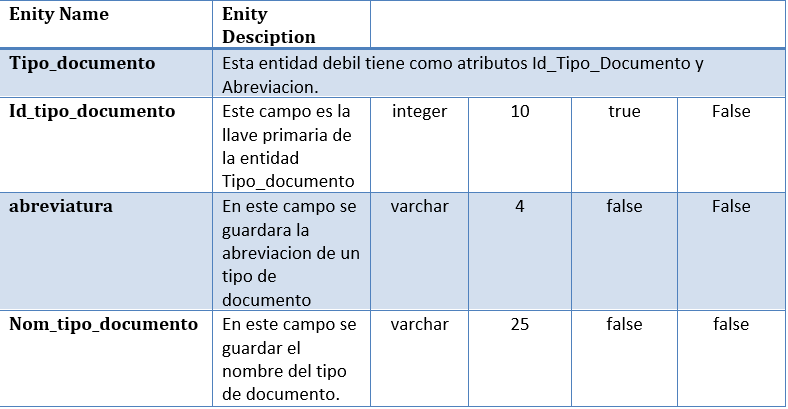 Enity Name Enity
Desciption
Tipo_documento Esta entidad debil tiene como atributos Id_Tipo_Documento y
Abreviacion.
Id_tipo_documento Este campo es la integer 10 true False
llave primaria de
la entidad
Tipo_documento
abreviatura En este campo se varchar 4 false False
guardara la
abreviacion de un
tipo de
documento
Nom_tipo_documento En este campo se varchar 25 false false
guardar el
nombre del tipo
de documento.